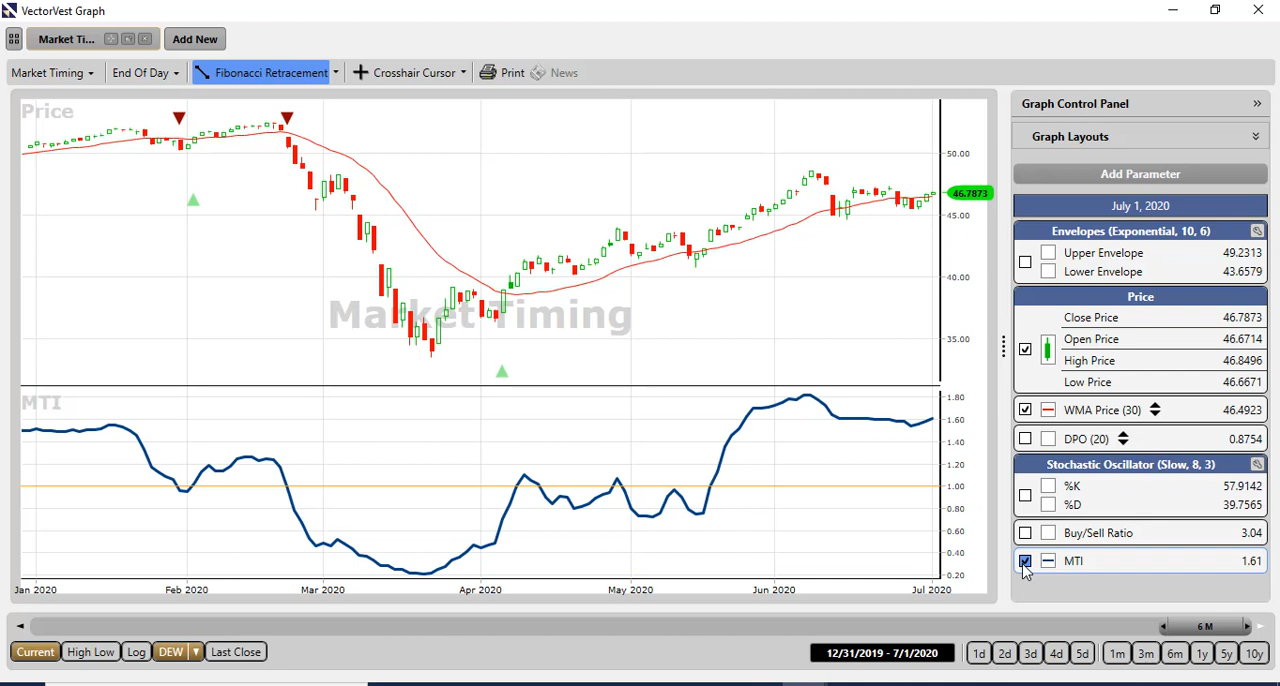 VectorVest Graph
Market Ti...
Add New
Market Timing
End Of Day
Fibonacci Retracement
Crosshair Cursor
Print
News
Price
50.00
46.7873
45.00
40.00
Market Timing
35.00
MTI
1.80
1.60
1.40
1.20
1.00
0.80
0.60
0.40
0.20
Jan 2020 Feb 2020 Mar 2020 Apr 2020 May 2020 Jun 2020 Jul 2020
Graph Control Panel
Graph Layouts
Add Parameter
July 1, 2020
Envelopes (Exponential, 10, 6)
Upper Envelope 49.2313
Lower Envelope 43.6579
Price
Close Price 46.7873
Open Price 46.6714
High Price 46.8496
Low Price 46.6671
WMA Price (30) 46.4923
DPO (20) 0.8754
Stochastic Oscillator (Slow, 8, 3)
%K 57.9142
%D 39.7565
Buy/Sell Ratio 3.04
MTI 1.61
6 M
Current High Low Log DEW Last Close 12/31/2019 - 7/1/2020 1d 2d 3d 4d 5d 1m 3m 6m 1y 5y 10y